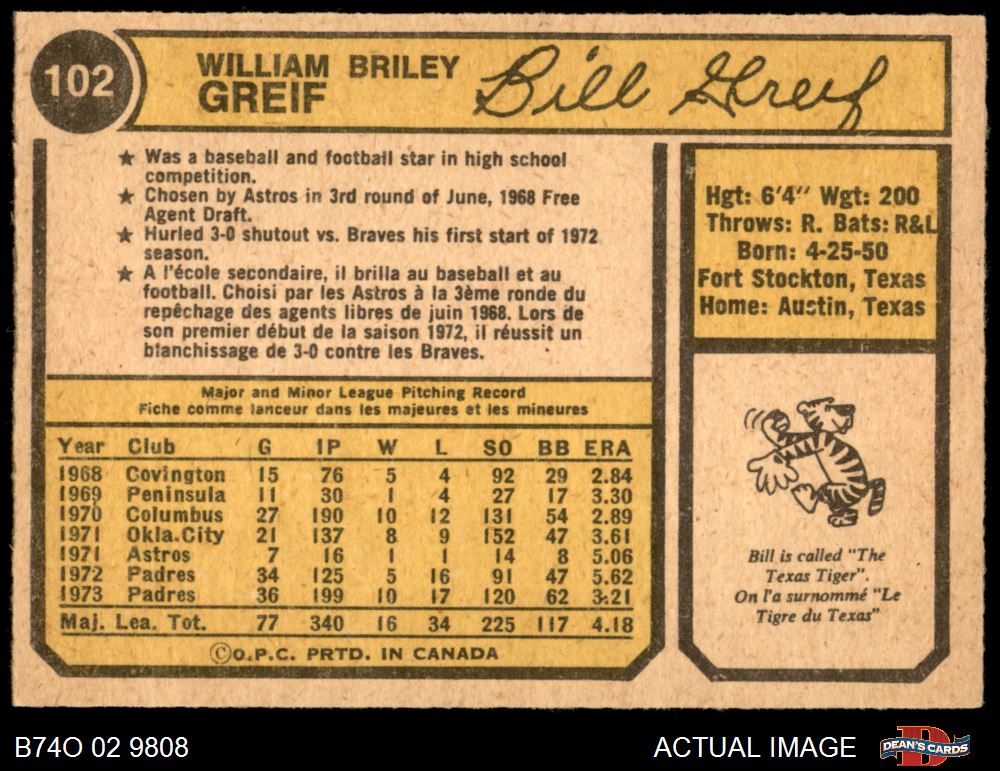 102
WILLIAM BRILEY
GREIF
Bill Greif
★ Was a baseball and football star in high school
competition.
★ Chosen by Astros in 3rd round of June, 1968 Free
Agent Draft.
★ Hurled 3-0 shutout vs. Braves his first start of 1972
season.
★ A l'école secondaire, il brilla au baseball et au
football. Choisi par les Astros à la 3ème ronde du
repêchage des agents libres de juin 1968. Lors de
son premier début de la saison 1972, il réussit un
blanchissage de 3-0 contre les Braves.
Hgt: 6'4'' Wgt: 200
Throws: R. Bats: R&L
Born: 4-25-50
Fort Stockton, Texas
Home: Austin, Texas
Major and Minor League Pitching Record
Fiche comme lanceur dans les majeures et les mineures
Year Club G IP W L SO BB ERA
1968 Covington 15 76 5 4 92 29 2.84
1969 Peninsula 11 30 1 4 27 17 3.30
1970 Columbus 27 190 10 12 131 54 2.89
1971 Okla.City 21 137 8 9 152 47 3.61
1971 Astros 7 16 1 1 14 8 5.06
1972 Padres 34 125 5 16 91 47 5.62
1973 Padres 36 199 10 17 120 62 3.21
Maj. Lea. Tot. 77 340 16 34 225 117 4.18
©O.P.C. PRTD. IN CANADA
Bill is called "The
Texas Tiger".
On l'a surnommé "Le
Tigre du Texas"
B74O 02 9808
ACTUAL IMAGE
DEAN'S CARDS